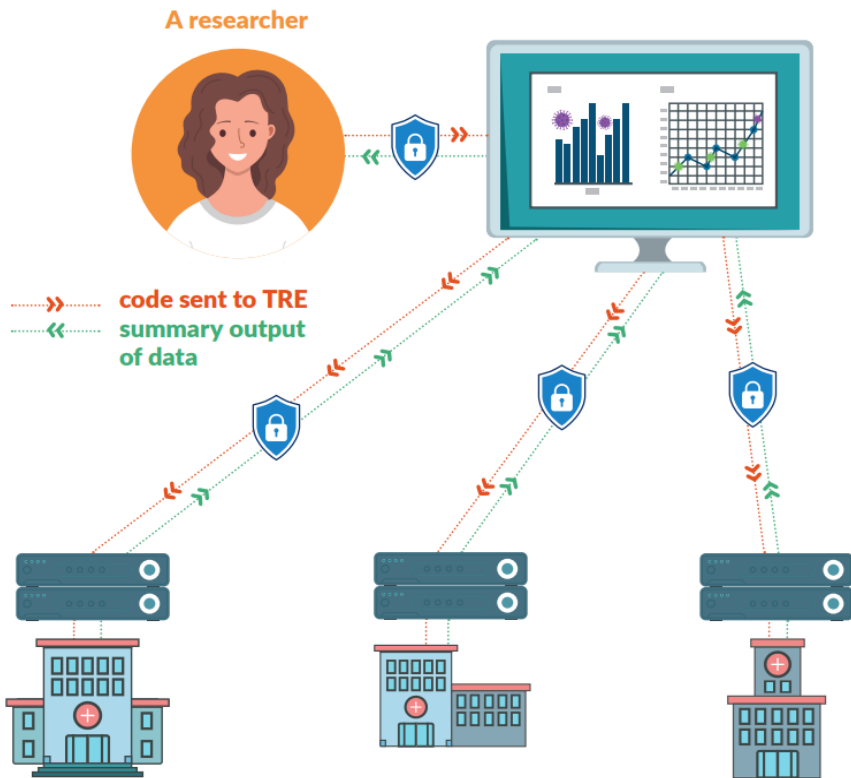 A researcher
code sent to TRE
summary output
of data